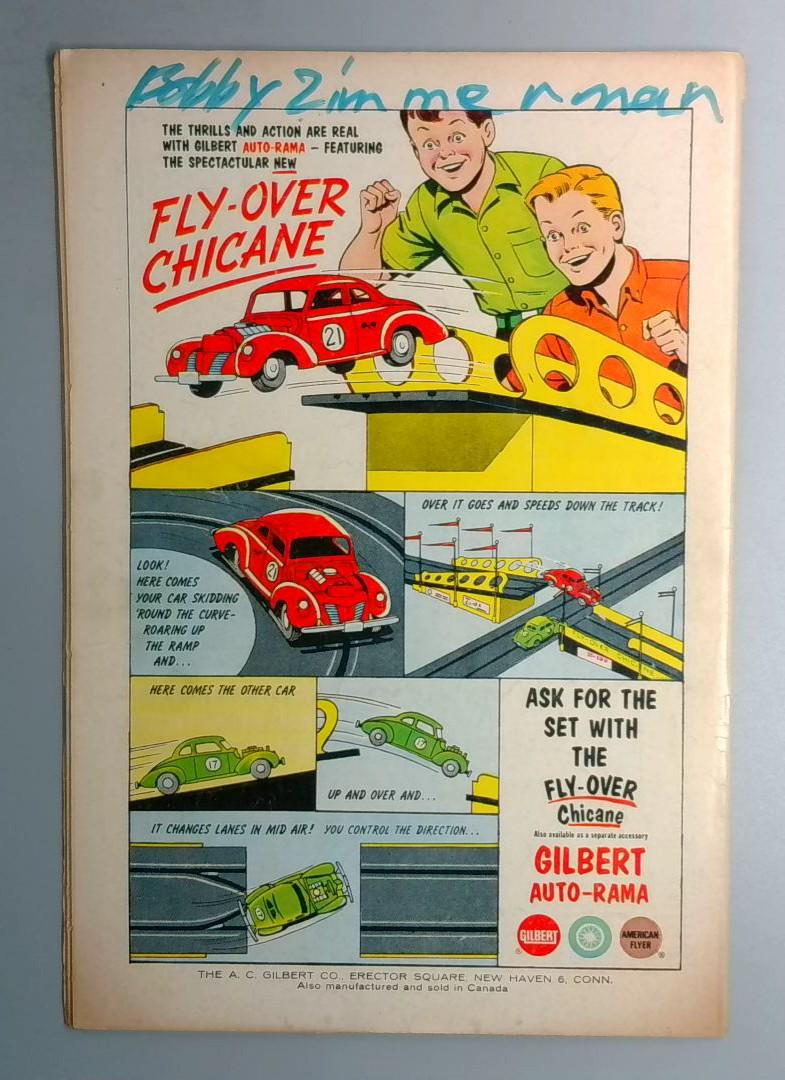 Bobby Zimmerman
THE THRILLS AND ACTION ARE REAL
WITH GILBERT AUTO-RAMA – FEATURING
THE SPECTACULAR NEW
FLY-OVER
CHICANE
21
LOOK!
HERE COMES
YOUR CAR SKIDDING
'ROUND THE CURVE-
ROARING UP
THE RAMP
AND...
21
OVER IT GOES AND SPEEDS DOWN THE TRACK!
FLY-OVER CHICANE
HERE COMES THE OTHER CAR
17
UP AND OVER AND...
17
IT CHANGES LANES IN MID AIR! YOU CONTROL THE DIRECTION...
ASK FOR THE
SET WITH
THE
FLY-OVER
Chicane
Also available as a separate accessory
GILBERT
AUTO-RAMA
GILBERT
®
AMERICAN
FLYER
®
THE A. C. GILBERT CO., ERECTOR SQUARE, NEW HAVEN 6, CONN.
Also manufactured and sold in Canada